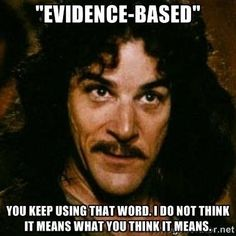 "EVIDENCE-BASED"
YOU KEEP USING THAT WORD. I DO NOT THINK
IT MEANS WHAT YOU THINK IT MEANS.